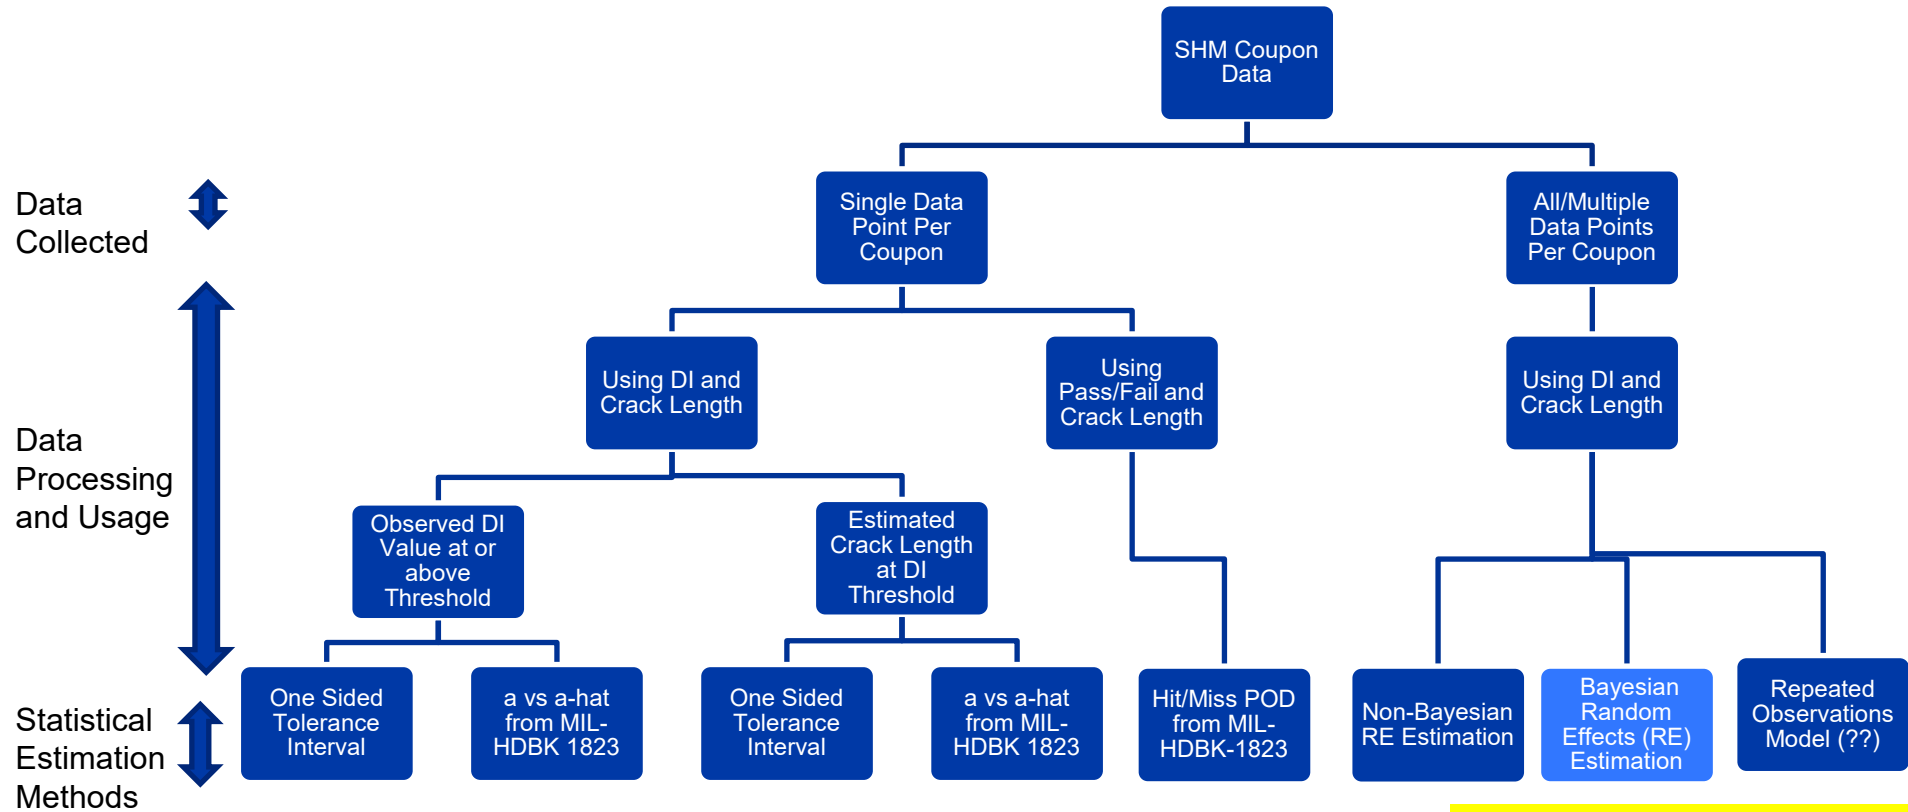 SHM Coupon
Data
Data
Collected
Single Data
Point Per
Coupon
All/Multiple
Data Points
Per Coupon
Data
Processing
and Usage
Using DI and
Crack Length
Using
Pass/Fail and
Crack Length
Using DI and
Crack Length
Observed DI
Value at or
above
Threshold
Estimated
Crack Length
at DI
Threshold
Statistical
Estimation
Methods
One Sided
Tolerance
Interval
a vs a-hat
from MIL-
HDBK 1823
One Sided
Tolerance
Interval
a vs a-hat
from MIL-
HDBK 1823
Hit/Miss POD
from MIL-
HDBK-1823
Non-Bayesian
RE Estimation
Bayesian
Random
Effects (RE)
Estimation
Repeated
Observations
Model (??)